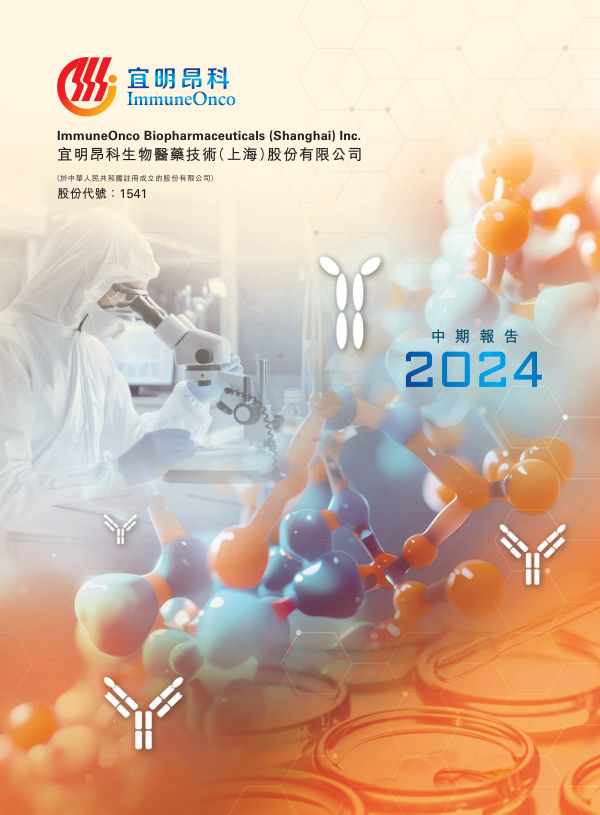 宜明昂科
ImmuneOnco
ImmuneOnco Biopharmaceuticals (Shanghai) Inc.
宜明昂科生物醫藥技術(上海)股份有限公司
(於中華人民共和國註冊成立的股份有限公司)
股份代號：1541
中期報告
2024